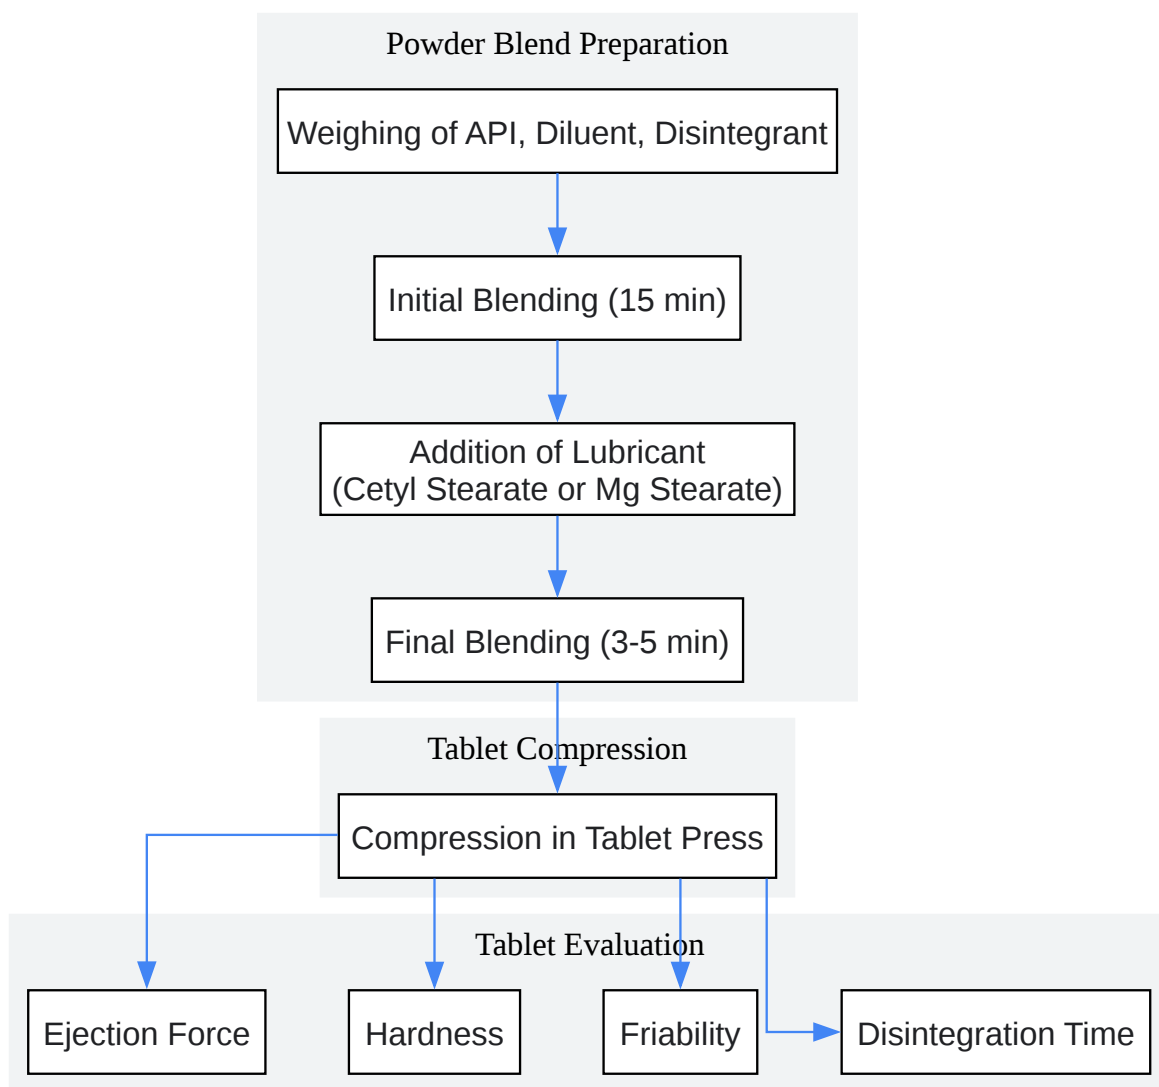 Powder Blend Preparation
Weighing of API, Diluent, Disintegrant
Initial Blending (15 min)
Addition of Lubricant
(Cetyl Stearate or Mg Stearate)
Final Blending (3-5 min)
Tablet Compression
Compression in Tablet Press
Tablet Evaluation
Ejection Force
Hardness
Friability
Disintegration Time